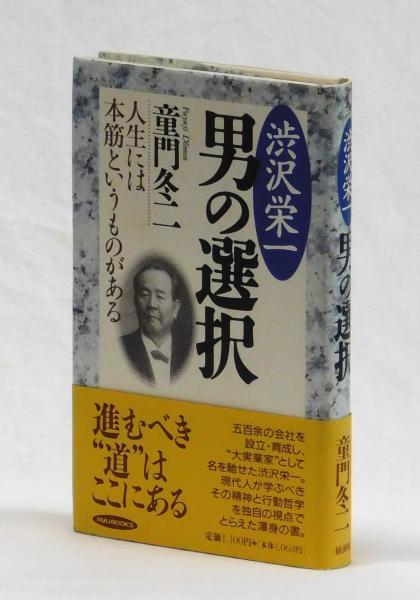 渋沢栄一
男の選択
童門冬二
Fuyuji Dômon
人生には
本筋というものがある
進むべき
“道”は
ここにある
RYU BOOKS
五百余の会社を
設立・育成し、
“大実業家”として
名を馳せた渋沢栄一。
現代人が学ぶべき
その精神と行動哲学
を独自の視点で
とらえた渾身の書。
定価1,100円 本体1,068円
渋沢栄一
男の選択
童門冬二